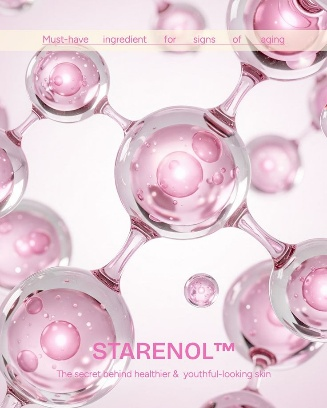 Must-have ingredient for signs of aging
STARENOL™
The secret behind healthier & youthful-looking skin